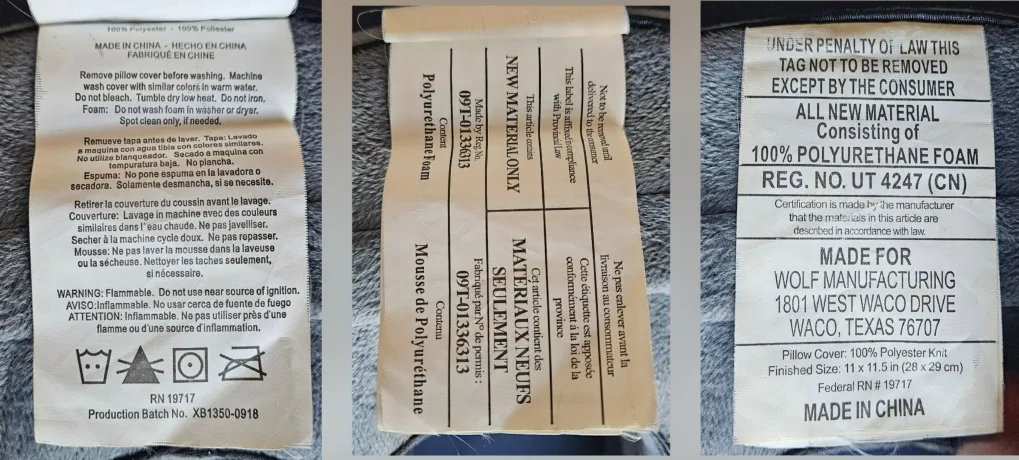 100% Polyester - 100% Poliéster
MADE IN CHINA - HECHO EN CHINA
FABRIQUÉ EN CHINE
Remove pillow cover before washing. Machine
wash cover with similar colors in warm water.
Do not bleach. Tumble dry low heat. Do not iron.
Foam: Do not wash foam in washer or dryer.
Spot clean only, if needed.
Remueve tapa antes de lavar. Tapa: Lavado
a maquina con agua tibia con colores similares.
No utilize blanqueador. Secado a maquina con
tempuratura baja. No plancha.
Espuma: No pone espuma en la lavadora o
secadora. Solamente desmancha, si se necesite.
Retirer la couverture du coussin avant le lavage.
Couverture: Lavage in machine avec des couleurs
similaires dans l'eau chaude. Ne pas javelliser.
Secher à la machine cycle doux. Ne pas repasser.
Mousse: Ne pas laver la mousse dans la laveuse
ou la sécheuse. Nettoyer les taches seulement,
si nécessaire.
WARNING: Flammable. Do not use near source of ignition.
AVISO:Inflammable. No usar cerca de fuente de fuego
ATTENTION: Inflammable. Ne pas utiliser près d'une
flamme ou d'une source d'inflammation.
RN 19717
Production Batch No. XB1350-0918
Not to be removed until
delivered to the consumer
This label is affixed in compliance
with Provincial Law
This article contains
NEW MATERIAL ONLY
Made by Reg. No.
09T-01336313
Content
Polyurethane Foam
Ne pas enlever avant la
livraison au consommateur
Cette étiquette est apposée
conformément à la loi de la
province
Cet article contient des
MATÉRIAUX NEUFS
SEULEMENT
Fabriqué par Nº de permis :
09T-01336313
Contenu
Mousse de Polyuréthane
UNDER PENALTY OF LAW THIS
TAG NOT TO BE REMOVED
EXCEPT BY THE CONSUMER
ALL NEW MATERIAL
Consisting of
100% POLYURETHANE FOAM
REG. NO. UT 4247 (CN)
Certification is made by the manufacturer
that the materials in this article are
described in accordance with law.
MADE FOR
WOLF MANUFACTURING
1801 WEST WACO DRIVE
WACO, TEXAS 76707
Pillow Cover: 100% Polyester Knit
Finished Size: 11 x 11.5 in (28 x 29 cm)
Federal RN # 19717
MADE IN CHINA